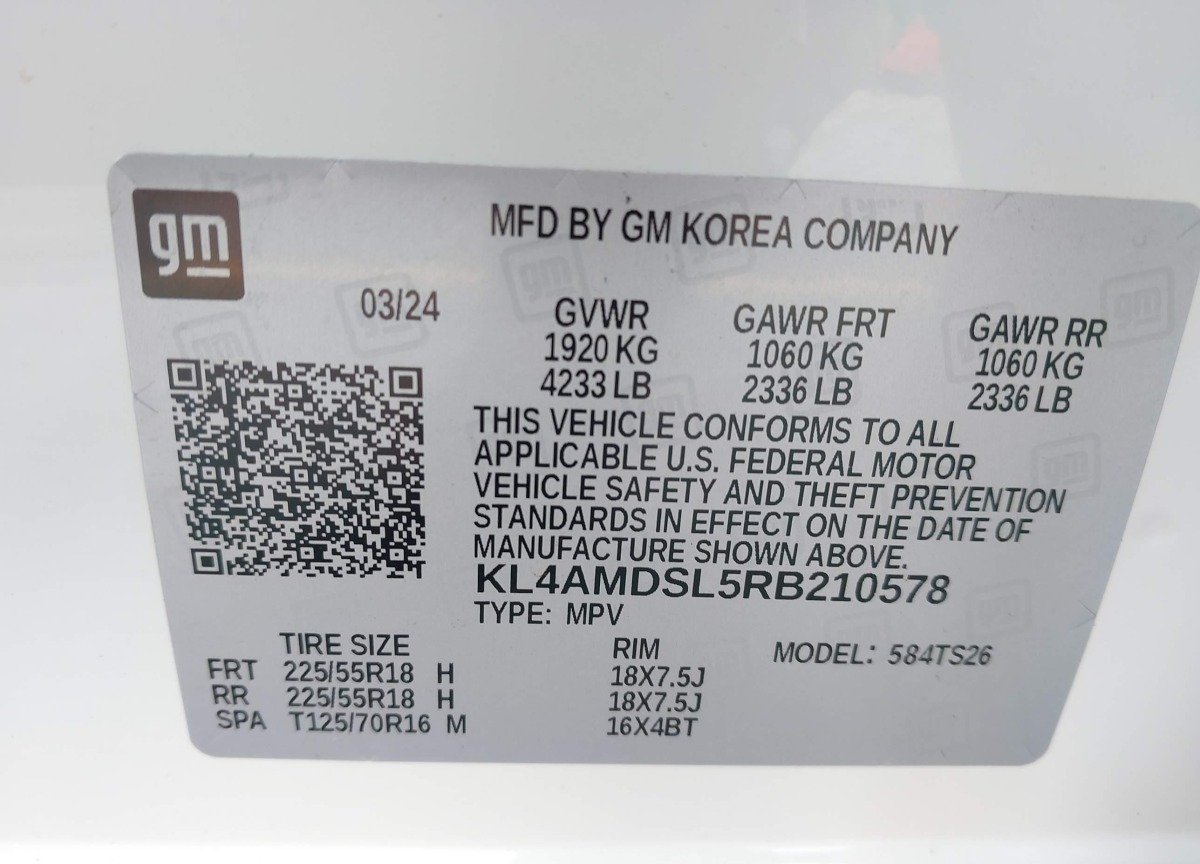 gm
MFD BY GM KOREA COMPANY
03/24
GVWR GAWR FRT GAWR RR
1920 KG 1060 KG 1060 KG
4233 LB 2336 LB 2336 LB
THIS VEHICLE CONFORMS TO ALL
APPLICABLE U.S. FEDERAL MOTOR
VEHICLE SAFETY AND THEFT PREVENTION
STANDARDS IN EFFECT ON THE DATE OF
MANUFACTURE SHOWN ABOVE.
KL4AMDSL5RB210578
TYPE: MPV
TIRE SIZE RIM MODEL: 584TS26
FRT 225/55R18 H 18X7.5J
RR 225/55R18 H 18X7.5J
SPA T125/70R16 M 16X4BT